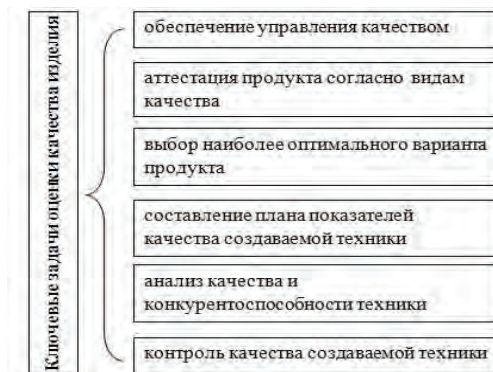 Ключевые задачи оценки качества изделия
обеспечение управления качеством
аттестация продукта согласно видам
качества
выбор наиболее оптимального варианта
продукта
составление плана показателей
качества создаваемой техники
анализ качества и
конкурентоспособности техники
контроль качества создаваемой техники